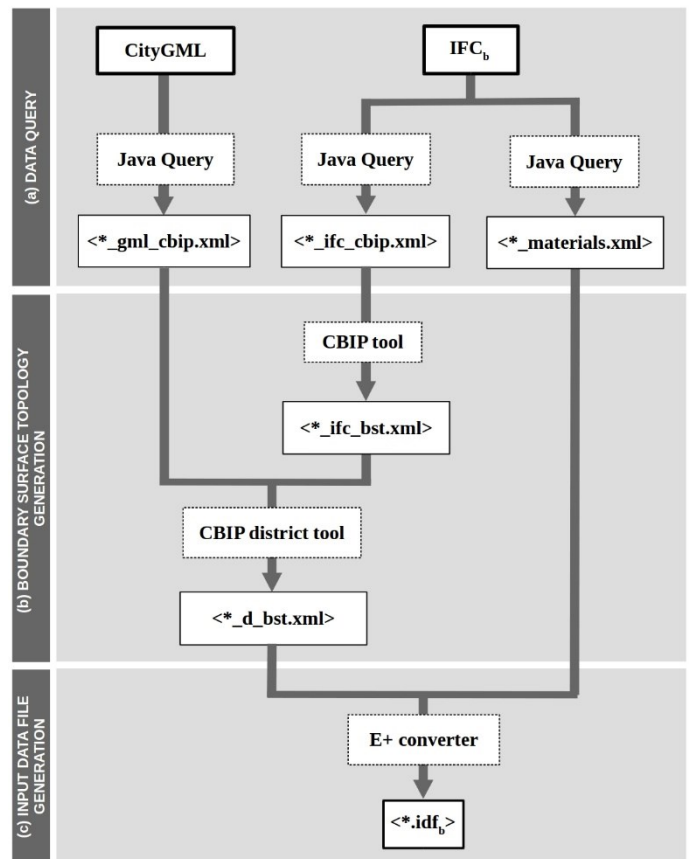 (a) DATA QUERY
CityGML
IFCb
Java Query
Java Query
Java Query
<*_gml_cbip.xml>
<*_ifc_cbip.xml>
<*_materials.xml>
(b) BOUNDARY SURFACE TOPOLOGY
GENERATION
CBIP tool
<*_ifc_bst.xml>
CBIP district tool
<*_d_bst.xml>
(c) INPUT DATA FILE
GENERATION
E+ converter
<*.idfb>